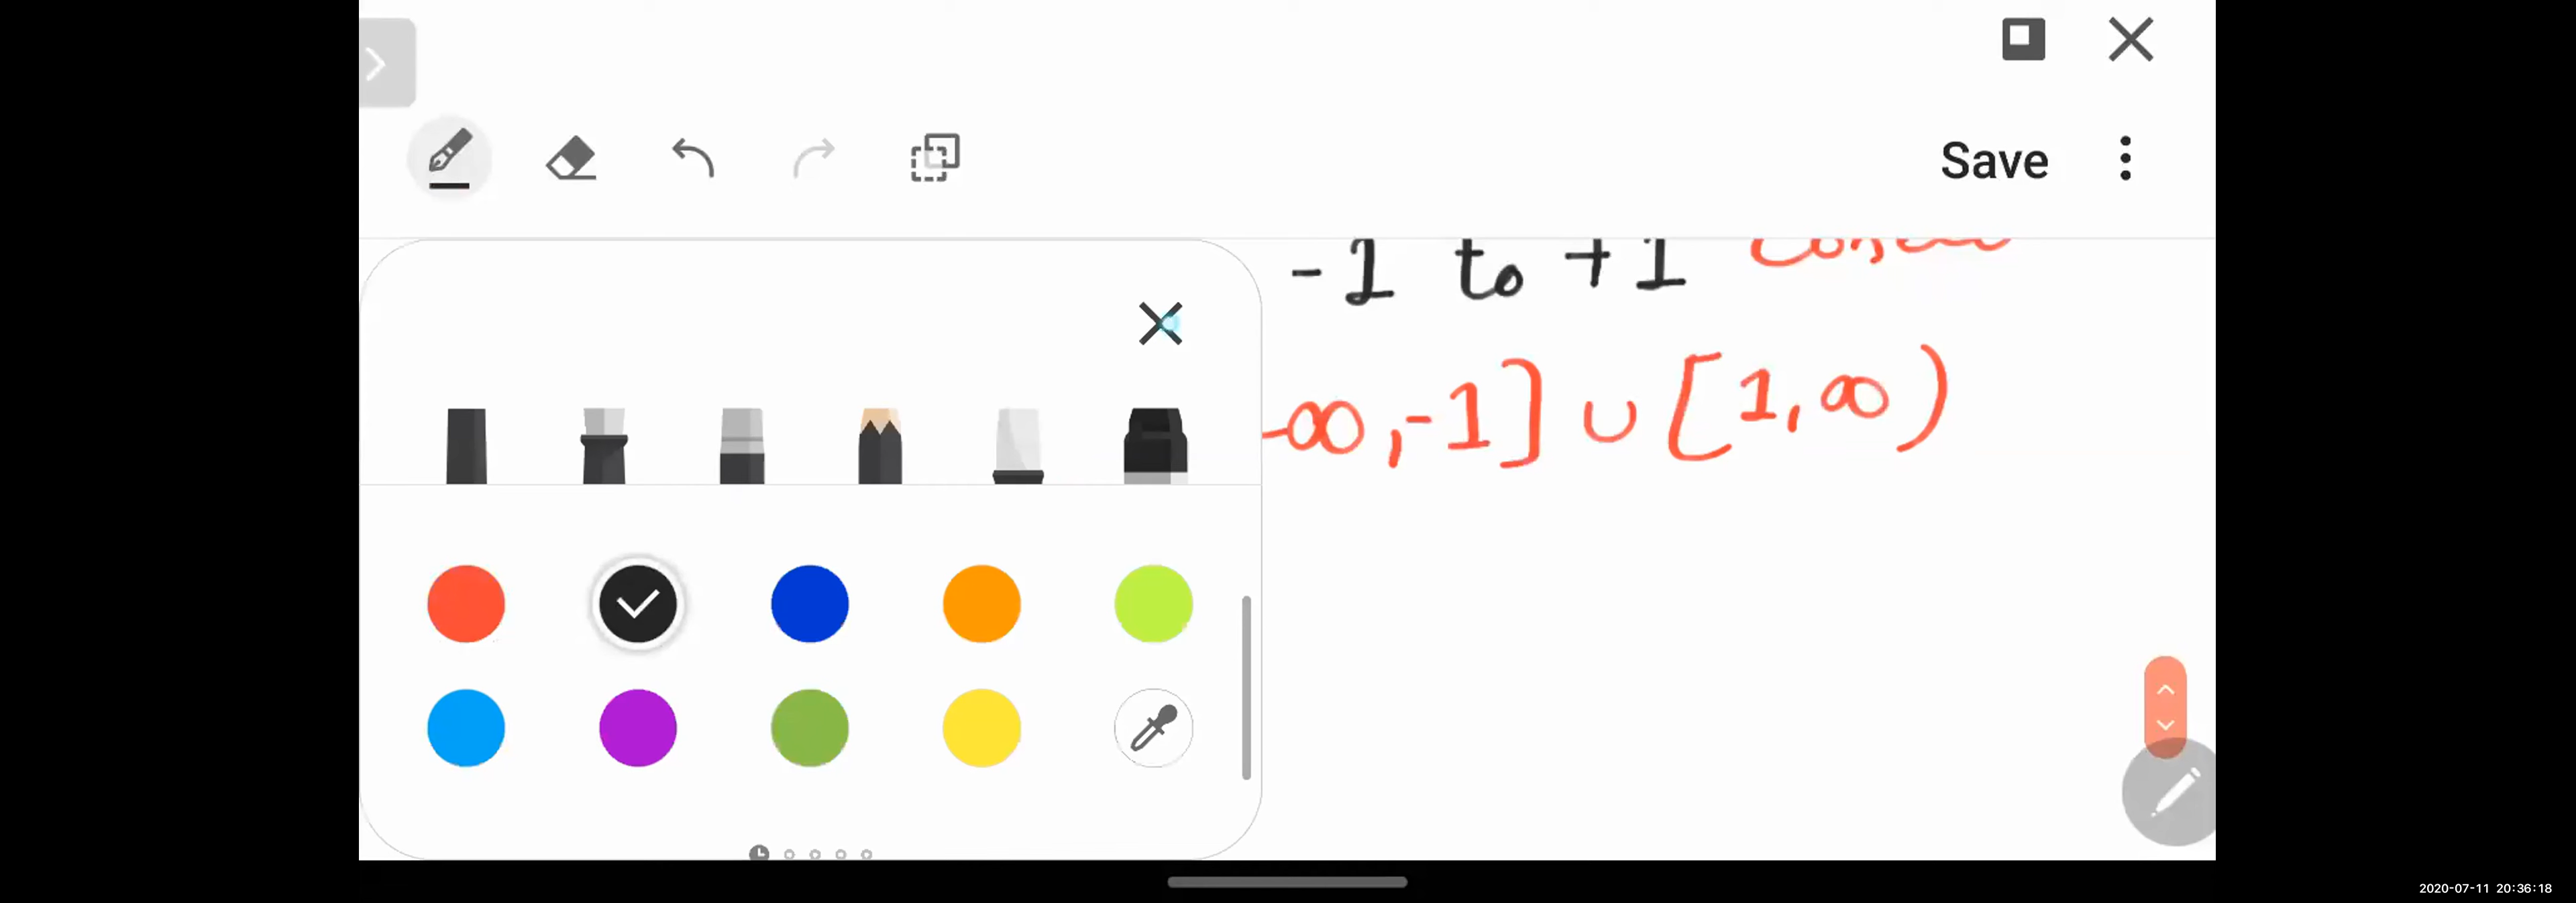 Save
-1 to +1
-∞,-1] ∪ [1,∞)
2020-07-11 20:36:18